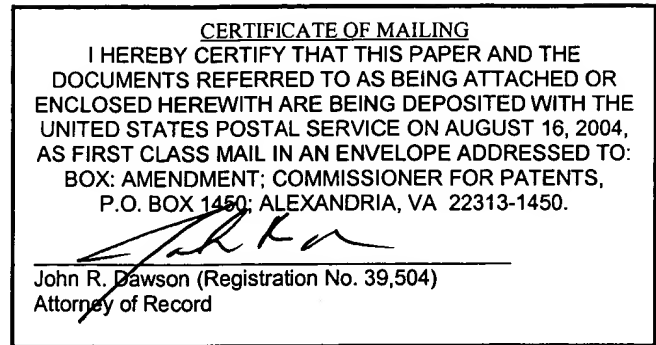 CERTIFICATE OF MAILING
I HEREBY CERTIFY THAT THIS PAPER AND THE
DOCUMENTS REFERRED TO AS BEING ATTACHED OR
ENCLOSED HEREWITH ARE BEING DEPOSITED WITH THE
UNITED STATES POSTAL SERVICE ON AUGUST 16, 2004,
AS FIRST CLASS MAIL IN AN ENVELOPE ADDRESSED TO:
BOX: AMENDMENT; COMMISSIONER FOR PATENTS,
P.O. BOX 1450; ALEXANDRIA, VA 22313-1450.
John R. Dawson (Registration No. 39,504)
Attorney of Record